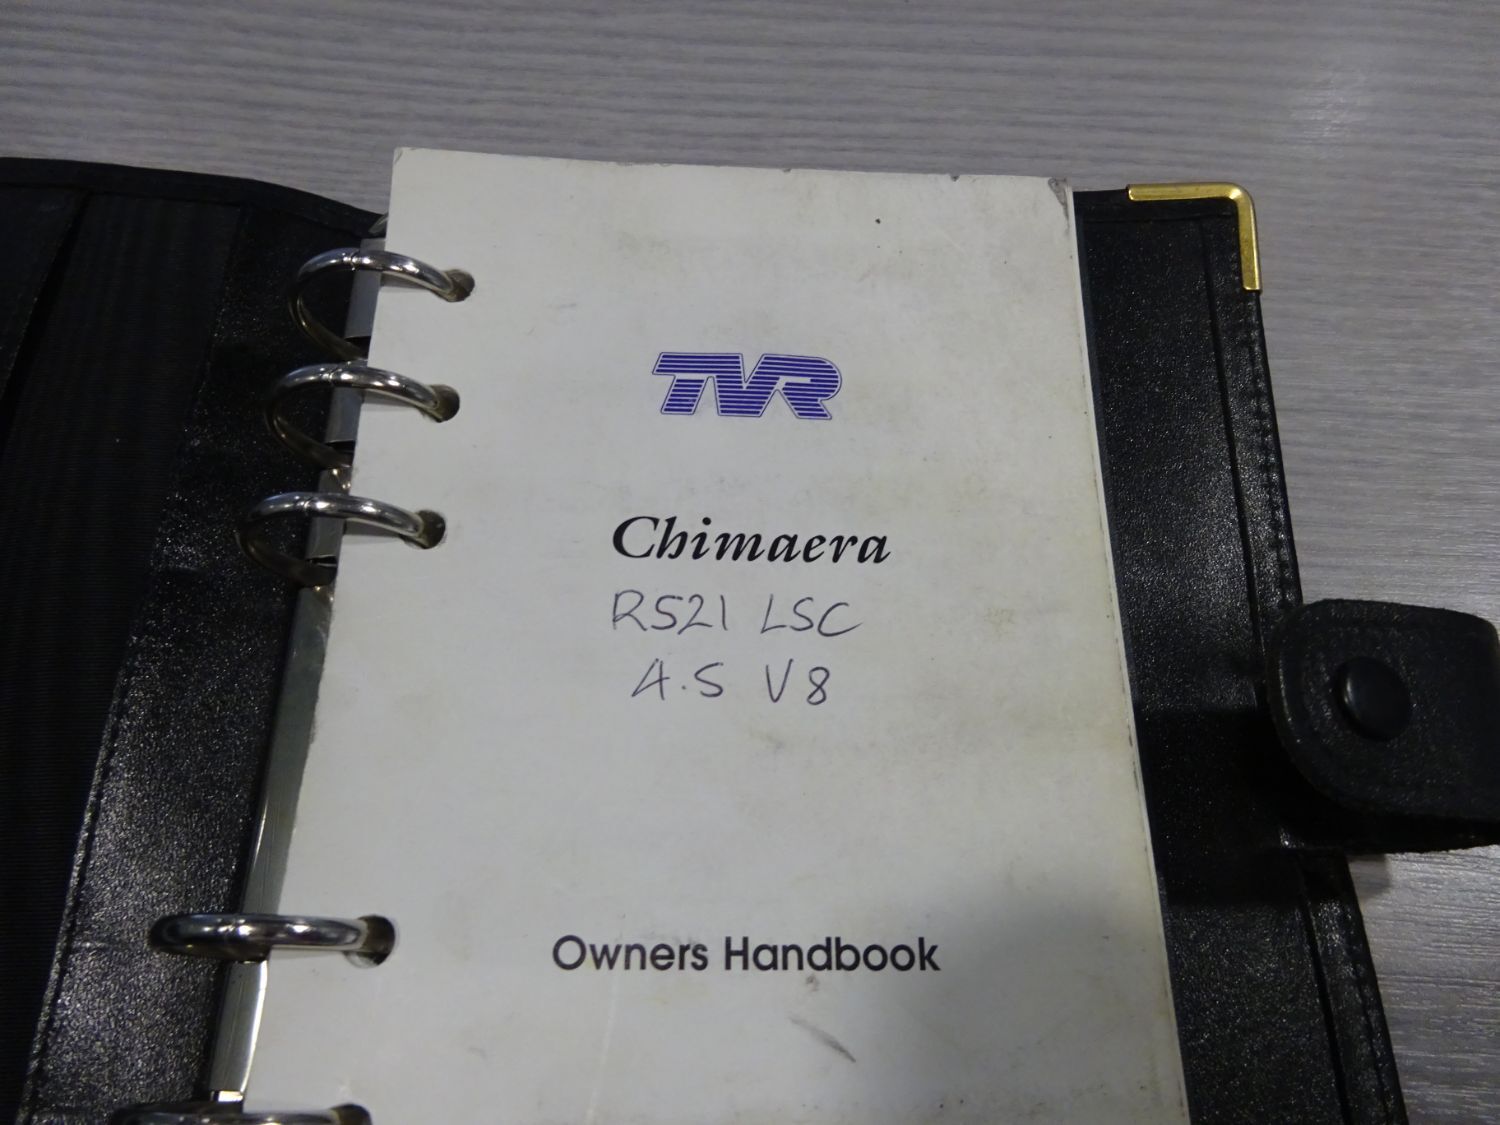 TVR
Chimaera
R521 LSC
4.5 V8
Owners Handbook